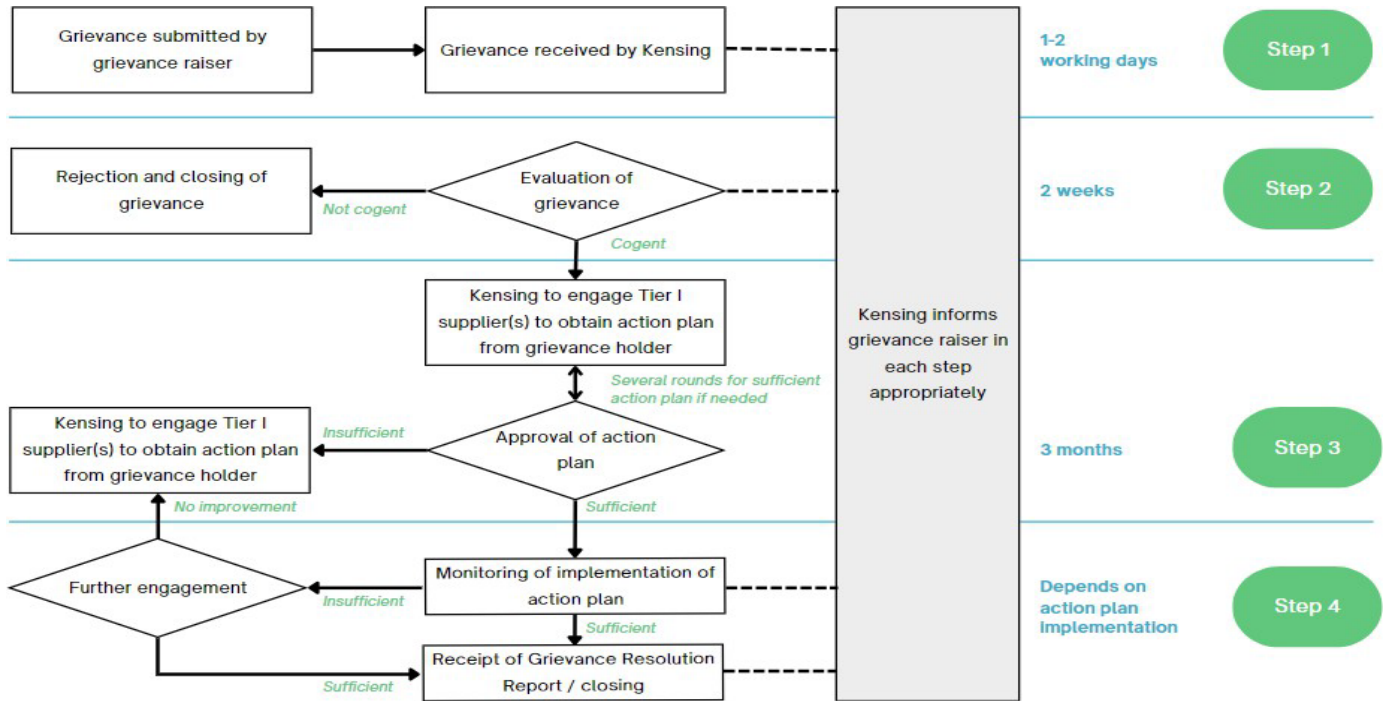 Grievance submitted by
grievance raiser
Grievance received by Kensing
1-2
working days
Step 1
Rejection and closing of
grievance
Not cogent
Evaluation of
grievance
Cogent
2 weeks
Step 2
Kensing to engage Tier I
supplier(s) to obtain action plan
from grievance holder
Kensing informs
grievance raiser in
each step
appropriately
Several rounds for sufficient
action plan if needed
Kensing to engage Tier I
supplier(s) to obtain action plan
from grievance holder
Insufficient
Approval of action
plan
3 months
Step 3
No improvement
Sufficient
Further engagement
Insufficient
Monitoring of implementation of
action plan
Depends on
action plan
implementation
Step 4
Sufficient
Sufficient
Receipt of Grievance Resolution
Report / closing